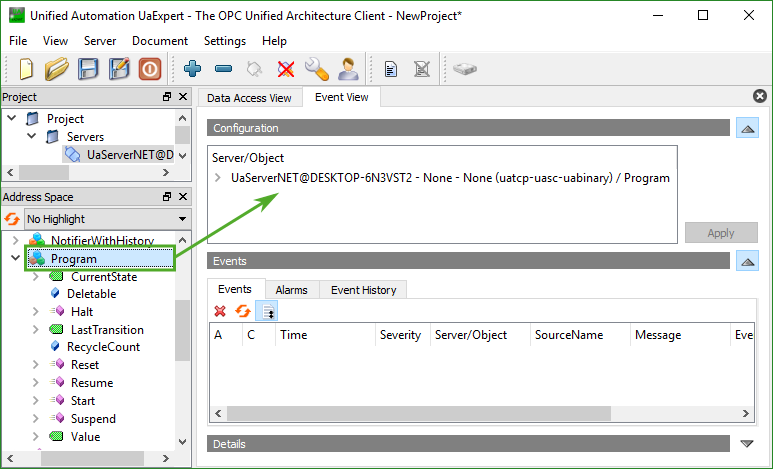 Unified Automation UaExpert - The OPC Unified Architecture Client - NewProject*
File View Server Document Settings Help
Project
Project
Servers
UaServerNET@D
Address Space
No Highlight
NotifierWithHistory
Program
CurrentState
Deletable
Halt
LastTransition
RecycleCount
Reset
Resume
Start
Suspend
Value
Data Access View Event View
Configuration
Server/Object
UaServerNET@DESKTOP-6N3VST2 - None - None (uatcp-uasc-uabinary) / Program
Apply
Events
Events Alarms Event History
A C Time Severity Server/Object SourceName Message Eve
Details